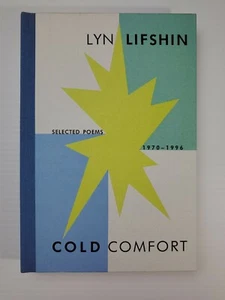 LYN LIFSHIN
SELECTED POEMS
1970–1996
COLD COMFORT